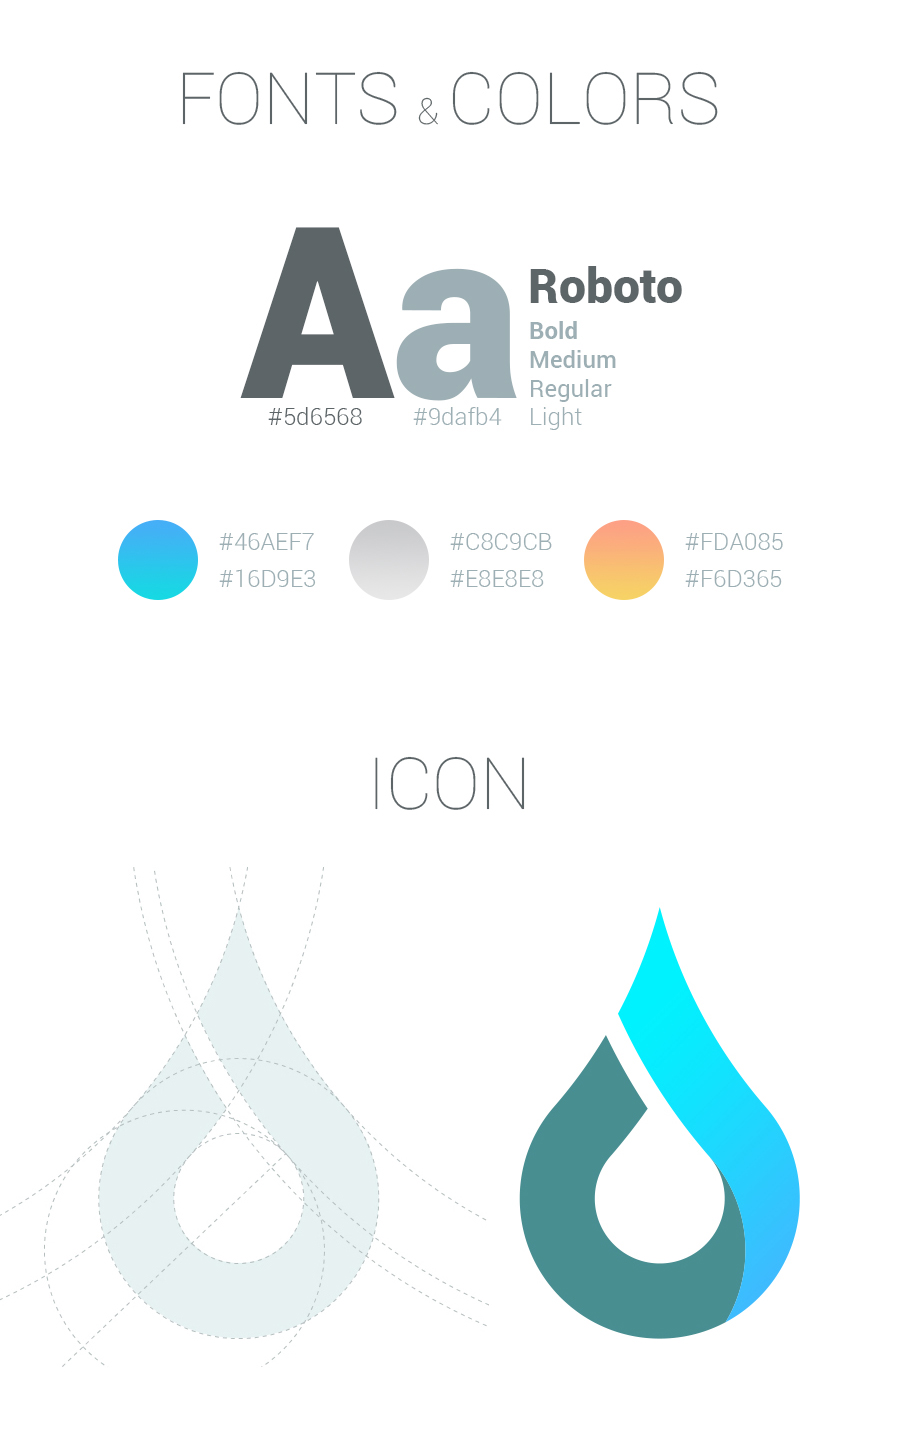 FONTS & COLORS
Aa
Roboto
Bold
Medium
Regular
Light
#5d6568
#9dafb4
#46AEF7
#16D9E3
#C8C9CB
#E8E8E8
#FDA085
#F6D365
ICON